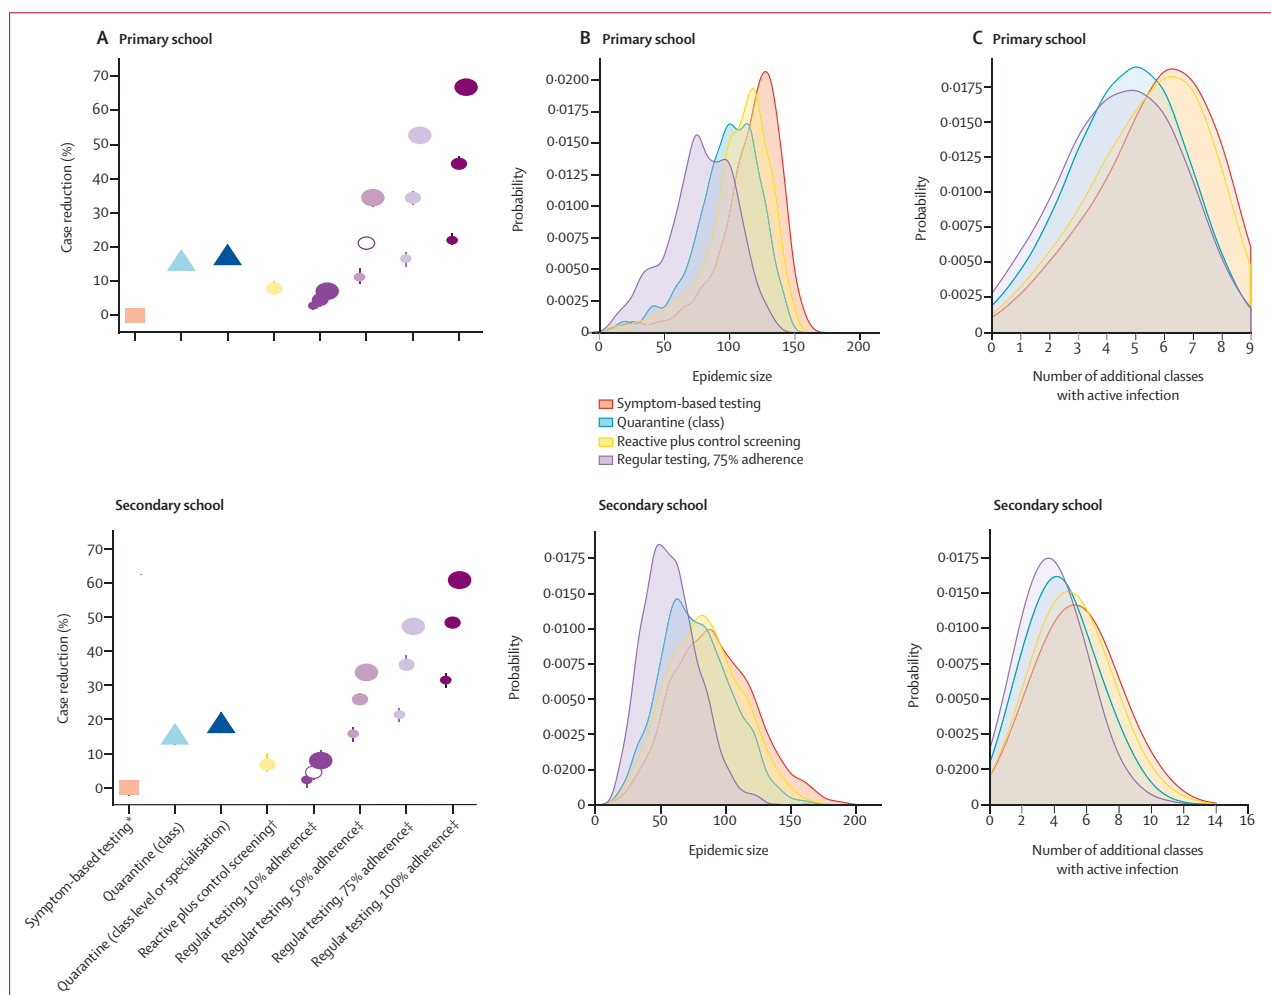 A Primary school
70
60
50
40
30
20
10
0
Case reduction (%)
B Primary school
0·0200
0·0175
0·0150
0·0125
0·0100
0·0075
0·0050
0·0025
0
Probability
0 50 100 150 200
Epidemic size
C Primary school
0·0175
0·0150
0·0125
0·0100
0·0075
0·0050
0·0025
0
Probability
0 1 2 3 4 5 6 7 8 9
Number of additional classes
with active infection
Symptom-based testing
Quarantine (class)
Reactive plus control screening
Regular testing, 75% adherence
Secondary school
70
60
50
40
30
20
10
0
Case reduction (%)
Symptom-based testing*
Quarantine (class)
Quarantine (class level or specialisation)
Reactive plus control screening†
Regular testing, 10% adherence‡
Regular testing, 50% adherence‡
Regular testing, 75% adherence‡
Regular testing, 100% adherence‡
Secondary school
0·0175
0·0150
0·0100
0·0075
0·0050
0·0025
0·0200
0
Probability
0 50 100 150 200
Epidemic size
Secondary school
0·0175
0·0150
0·0100
0·0075
0·0050
0·0025
0·0200
0
Probability
0 2 4 6 8 10 12 14 16
Number of additional classes
with active infection